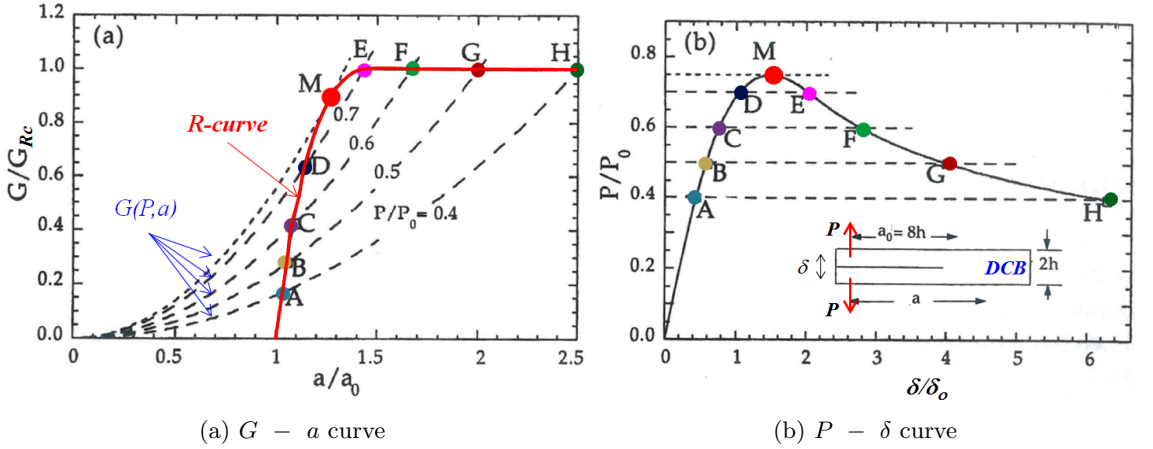 (a)
G/G_Rc
1.2
1.0
0.8
0.6
0.4
0.2
0.0
E
F
G
H
M
0.7
R-curve
0.6
D
0.5
G(P,a)
C
P/P₀ = 0.4
B
A
0
0.5
1
1.5
2
2.5
a/a₀
(a) G − a curve
(b)
P/P₀
0.8
0.6
0.4
0.2
0.0
M
D
E
C
F
B
G
A
H
P
a₀= 8h
δ
DCB
2h
P
a
0
1
2
3
4
5
6
δ/δₒ
(b) P − δ curve